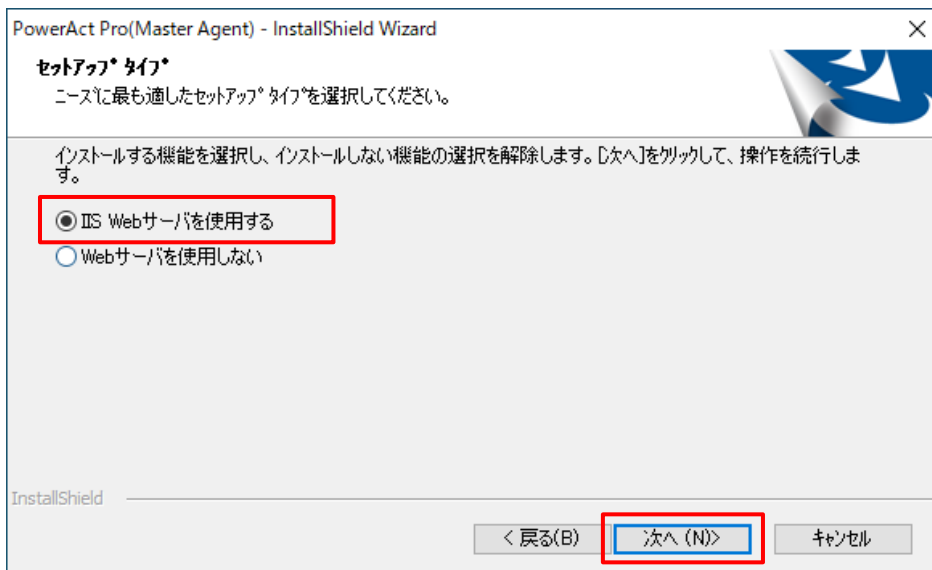 PowerAct Pro(Master Agent) - InstallShield Wizard
セットアップ タイプ
ニーズに最も適したセットアップ タイプを選択してください。
インストールする機能を選択し、インストールしない機能の選択を解除します。[次へ]をクリックして、操作を続行しま
す。
IIS Webサーバを使用する
Webサーバを使用しない
InstallShield
< 戻る(B)
次へ (N)>
キャンセル